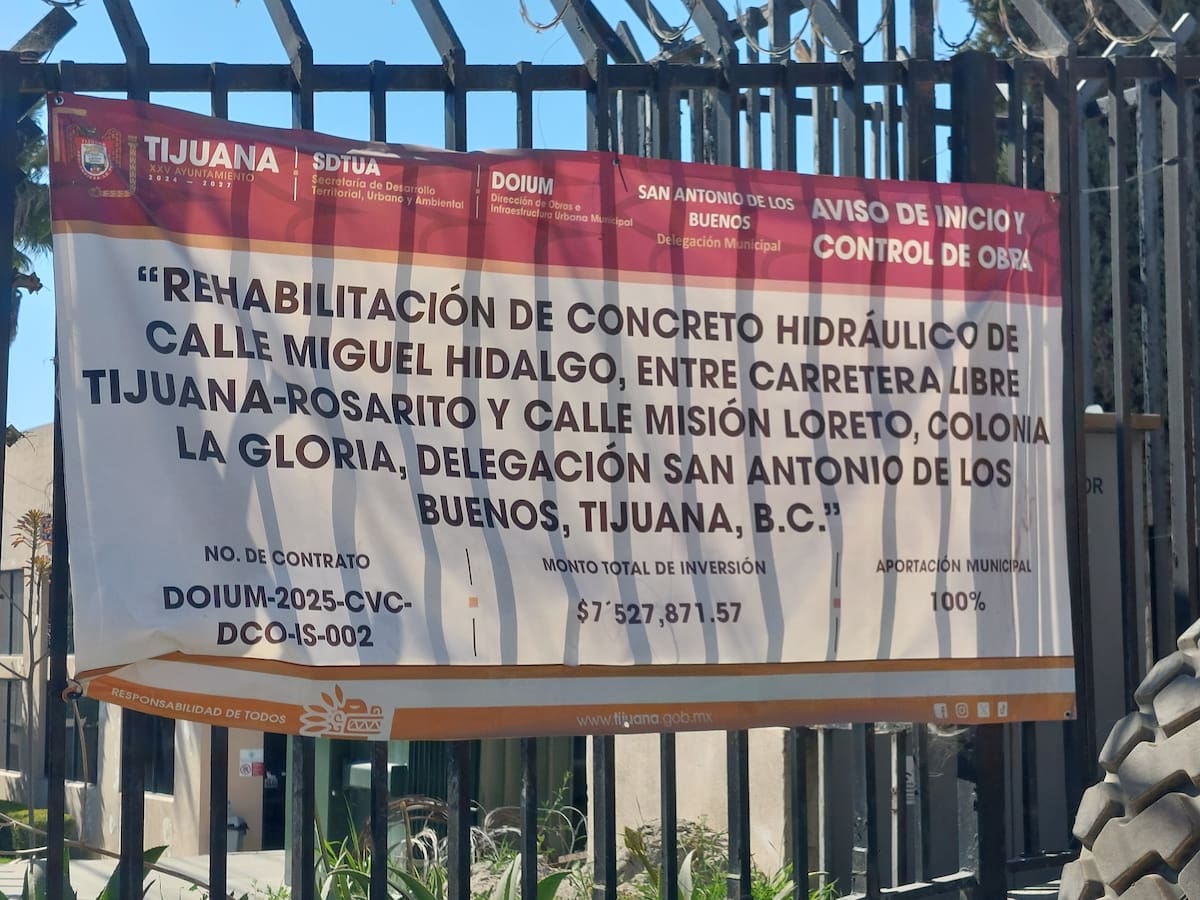 TIJUANA
XXV AYUNTAMIENTO
2024 — 2027
SDTUA
Secretaría de Desarrollo
Territorial, Urbano y Ambiental
DOIUM
Dirección de Obras e
Infraestructura Urbana Municipal
SAN ANTONIO DE LOS
BUENOS
Delegación Municipal
AVISO DE INICIO Y
CONTROL DE OBRA
“REHABILITACIÓN DE CONCRETO HIDRÁULICO DE
CALLE MIGUEL HIDALGO, ENTRE CARRETERA LIBRE
TIJUANA-ROSARITO Y CALLE MISIÓN LORETO, COLONIA
LA GLORIA, DELEGACIÓN SAN ANTONIO DE LOS
BUENOS, TIJUANA, B.C.”
NO. DE CONTRATO
DOIUM-2025-CVC-
DCO-IS-002
MONTO TOTAL DE INVERSIÓN
$7´527,871.57
APORTACIÓN MUNICIPAL
100%
RESPONSABILIDAD DE TODOS
www.tijuana.gob.mx